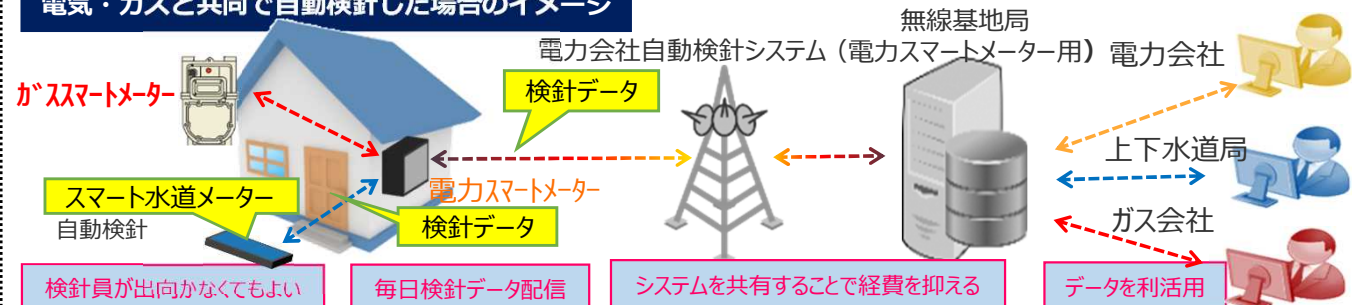 電気・ガスと共同で自動検針した場合のイメージ
無線基地局
電力会社自動検針システム（電力スマートメーター用）
電力会社
ガススマートメーター
検針データ
上下水道局
スマート水道メーター
電力スマートメーター
自動検針
検針データ
ガス会社
検針員が出向かなくてもよい
毎日検針データ配信
システムを共有することで経費を抑える
データを利活用